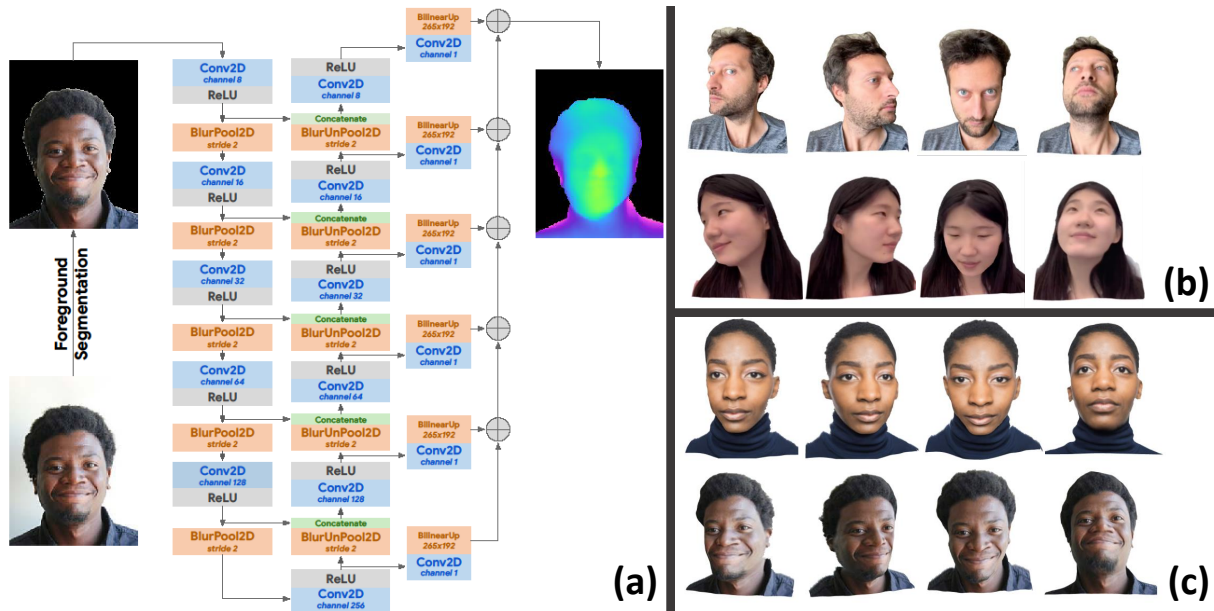 Foreground
Segmentation
Conv2D
channel 8
ReLU
BlurPool2D
stride 2
Conv2D
channel 16
ReLU
BlurPool2D
stride 2
Conv2D
channel 32
ReLU
BlurPool2D
stride 2
Conv2D
channel 64
ReLU
BlurPool2D
stride 2
Conv2D
channel 128
ReLU
BlurPool2D
stride 2
ReLU
Conv2D
channel 8
Concatenate
BlurUnPool2D
stride 2
ReLU
Conv2D
channel 16
Concatenate
BlurUnPool2D
stride 2
ReLU
Conv2D
channel 32
Concatenate
BlurUnPool2D
stride 2
ReLU
Conv2D
channel 64
Concatenate
BlurUnPool2D
stride 2
ReLU
Conv2D
channel 128
Concatenate
BlurUnPool2D
stride 2
ReLU
Conv2D
channel 256
BilinearUp
265x192
Conv2D
channel 1
BilinearUp
265x192
Conv2D
channel 1
BilinearUp
265x192
Conv2D
channel 1
BilinearUp
265x192
Conv2D
channel 1
BilinearUp
265x192
Conv2D
channel 1
BilinearUp
265x192
Conv2D
channel 1
(a)
(b)
(c)